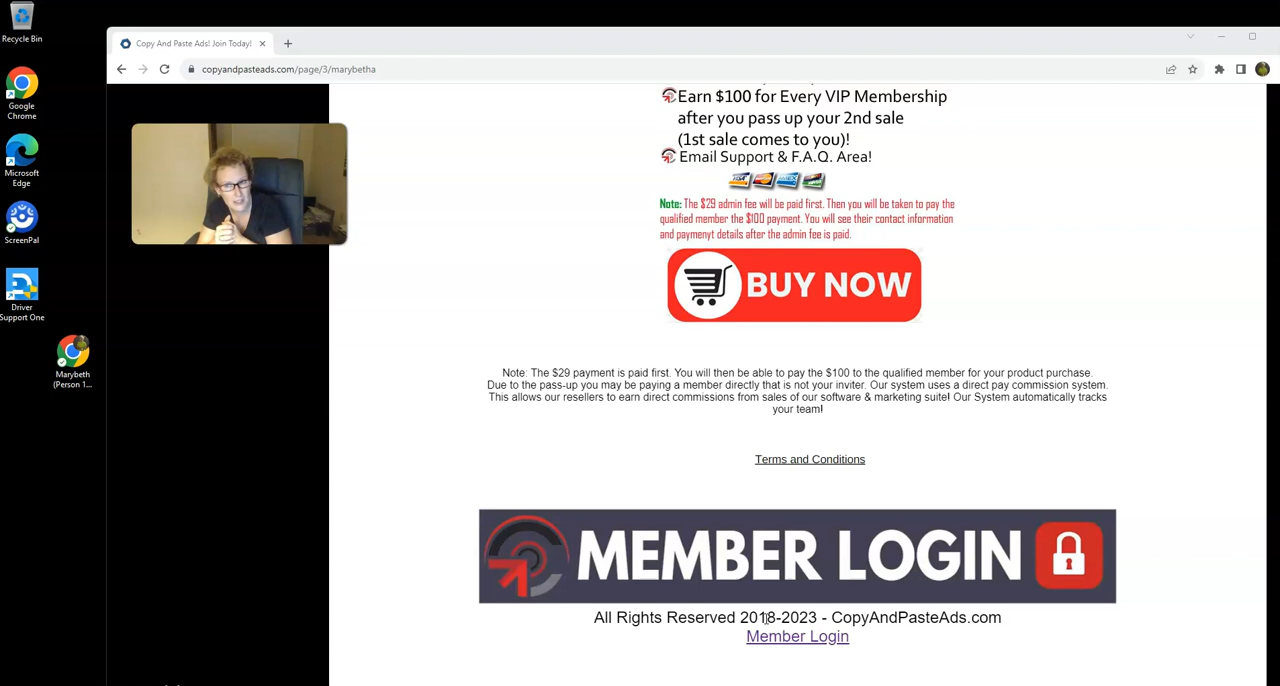 Recycle Bin
Google
Chrome
Microsoft
Edge
ScreenPal
Driver
Support One
Marybeth
(Person 1...
Copy And Paste Ads! Join Today!
copyandpasteads.com/page/3/marybetha
Earn $100 for Every VIP Membership
after you pass up your 2nd sale
(1st sale comes to you)!
Email Support & F.A.Q. Area!
VISA
AMEX
Note: The $29 admin fee will be paid first. Then you will be taken to pay the
qualified member the $100 payment. You will see their contact information
and paymenyt details after the admin fee is paid.
BUY NOW
Note: The $29 payment is paid first. You will then be able to pay the $100 to the qualified member for your product purchase.
Due to the pass-up you may be paying a member directly that is not your inviter. Our system uses a direct pay commission system.
This allows our resellers to earn direct commissions from sales of our software & marketing suite! Our System automatically tracks
your team!
Terms and Conditions
MEMBER LOGIN
All Rights Reserved 2018-2023 - CopyAndPasteAds.com
Member Login